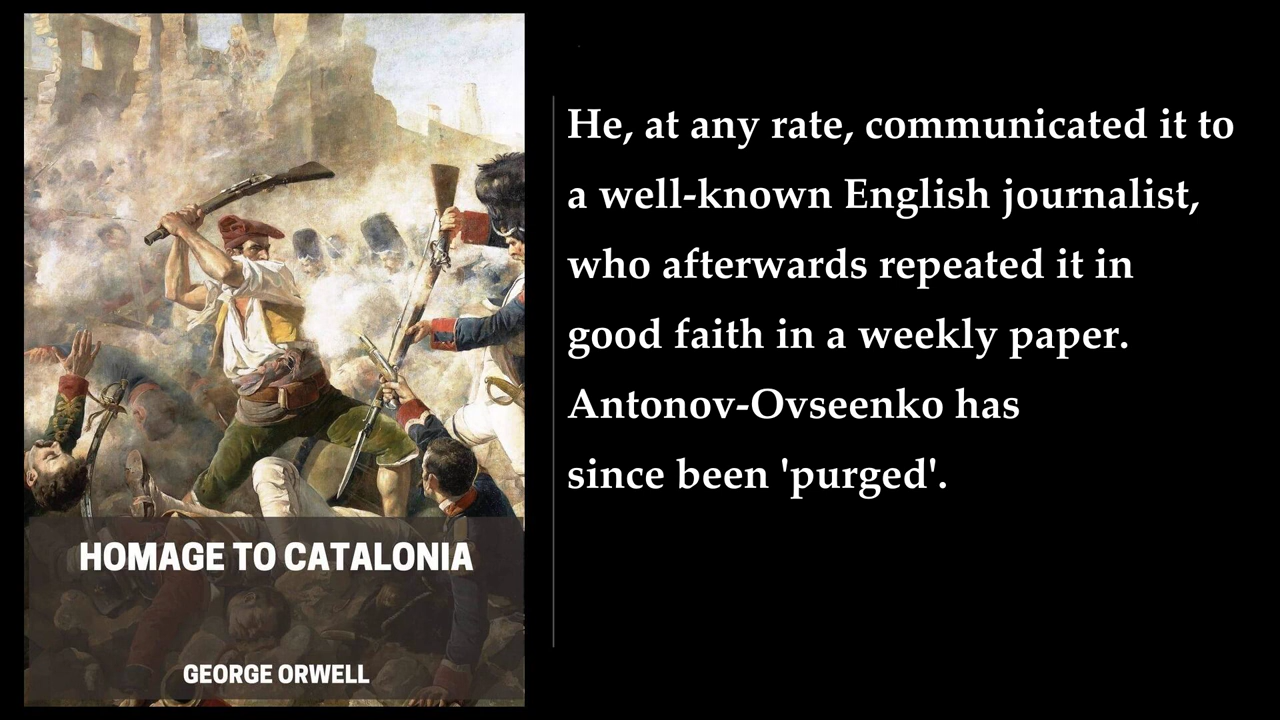 HOMAGE TO CATALONIA
GEORGE ORWELL
He, at any rate, communicated it to
a well-known English journalist,
who afterwards repeated it in
good faith in a weekly paper.
Antonov-Ovseenko has
since been 'purged'.